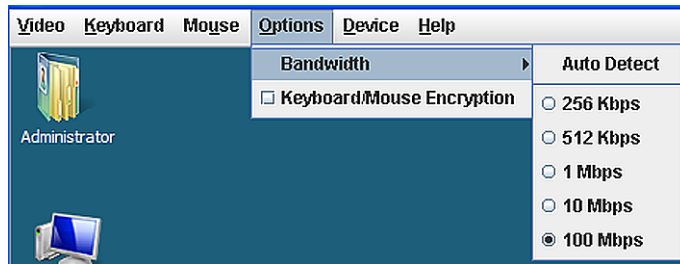 Video Keyboard Mouse Options Device Help
Bandwidth
Auto Detect
Keyboard/Mouse Encryption
256 Kbps
512 Kbps
1 Mbps
10 Mbps
100 Mbps
Administrator